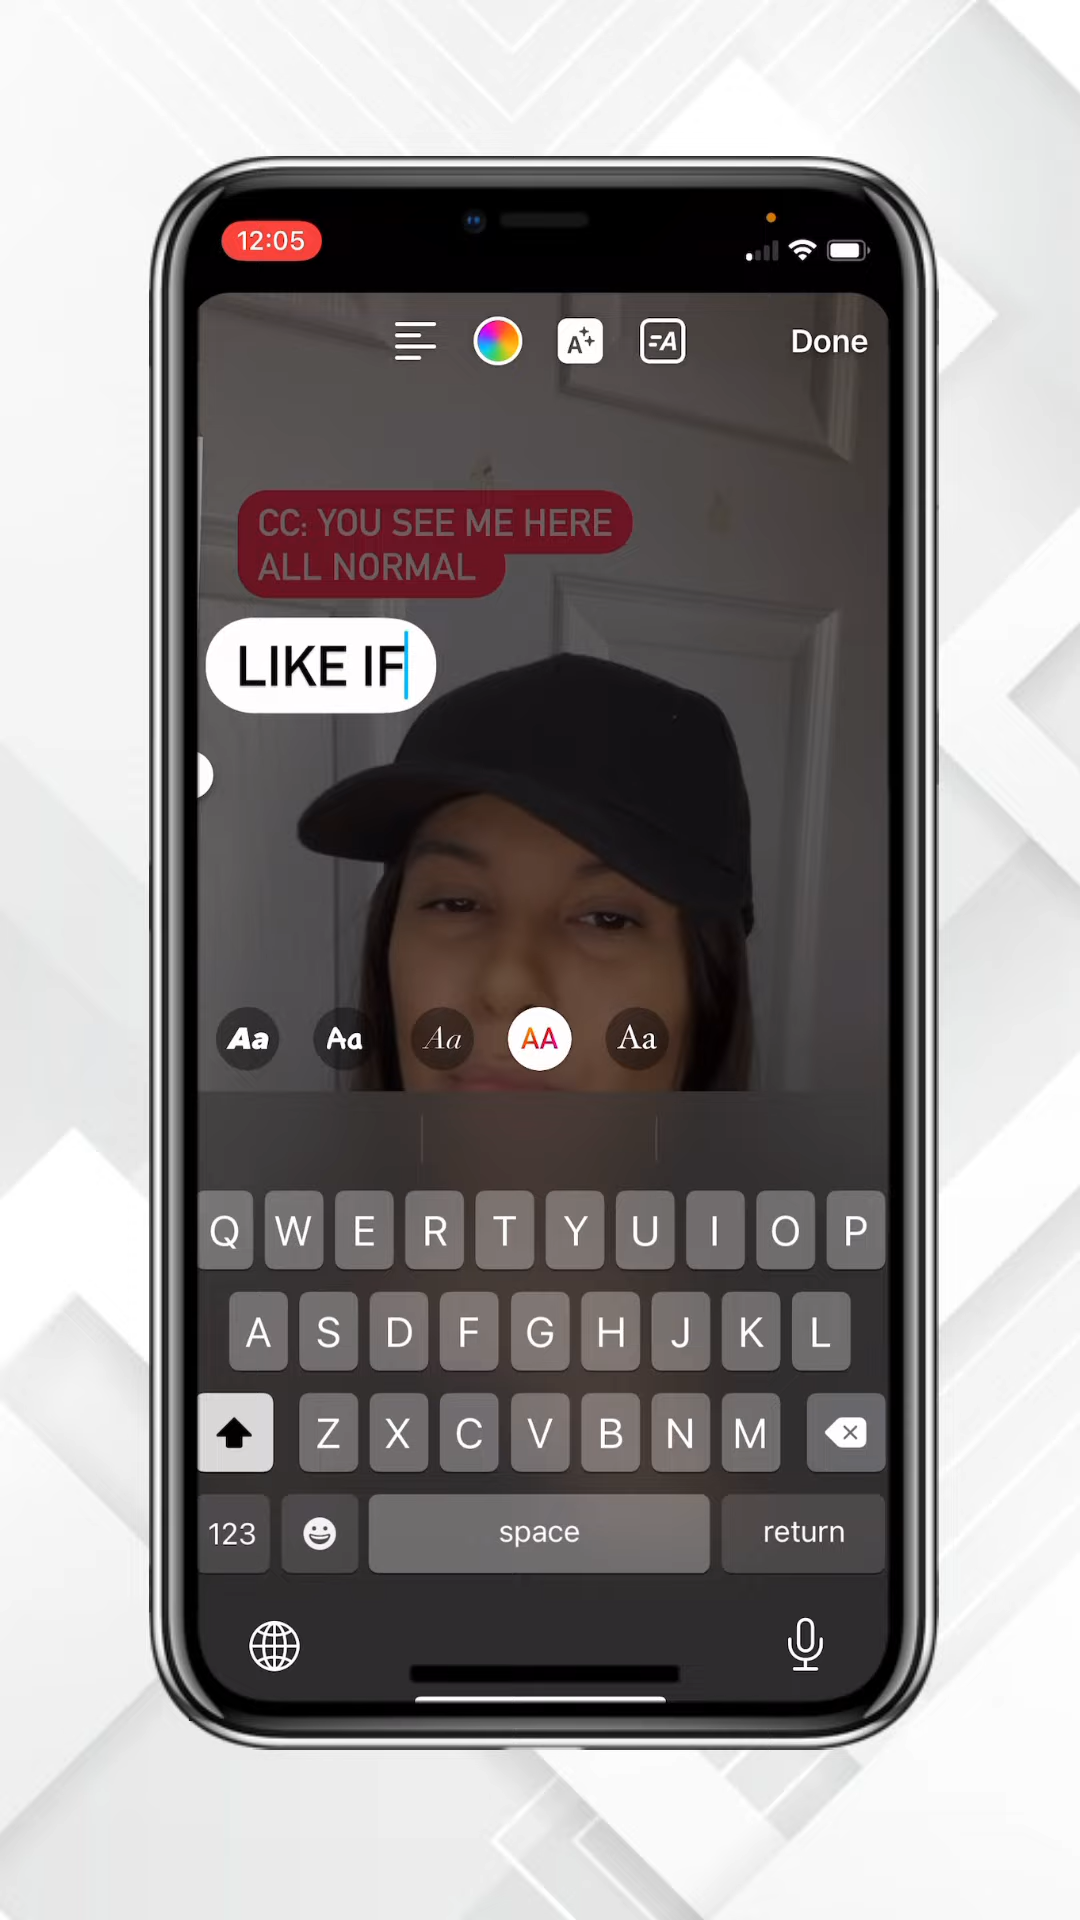 12:05
Done
CC: YOU SEE ME HERE
ALL NORMAL
LIKE IF
Aa Aa Aa AA Aa
Q W E R T Y U I O P
A S D F G H J K L
Z X C V B N M
123 space return